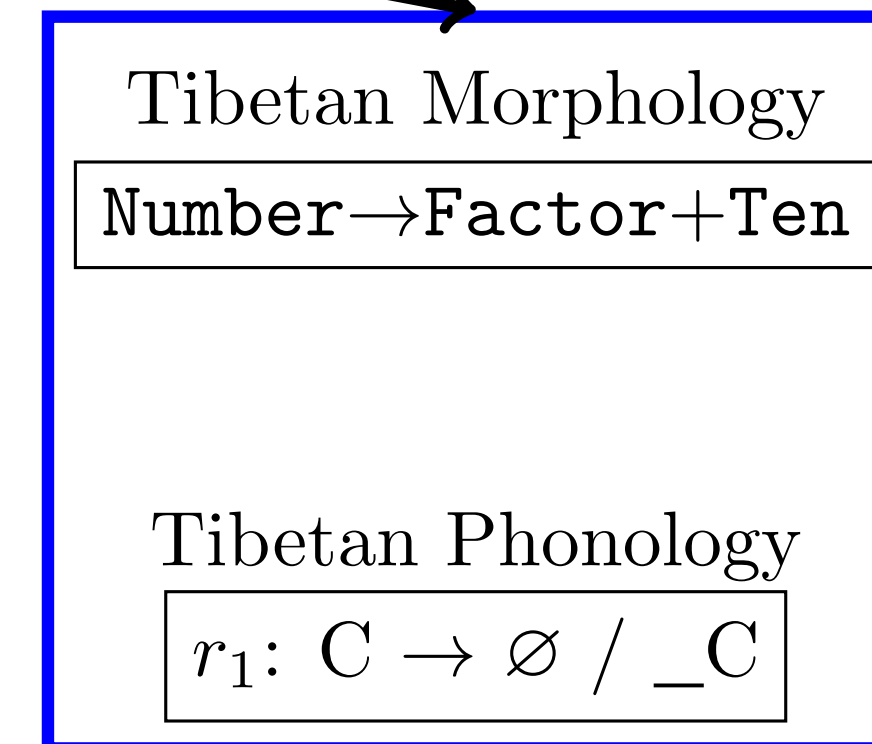 Tibetan Morphology
Number→Factor+Ten
Tibetan Phonology
r₁: C → ∅ / _C